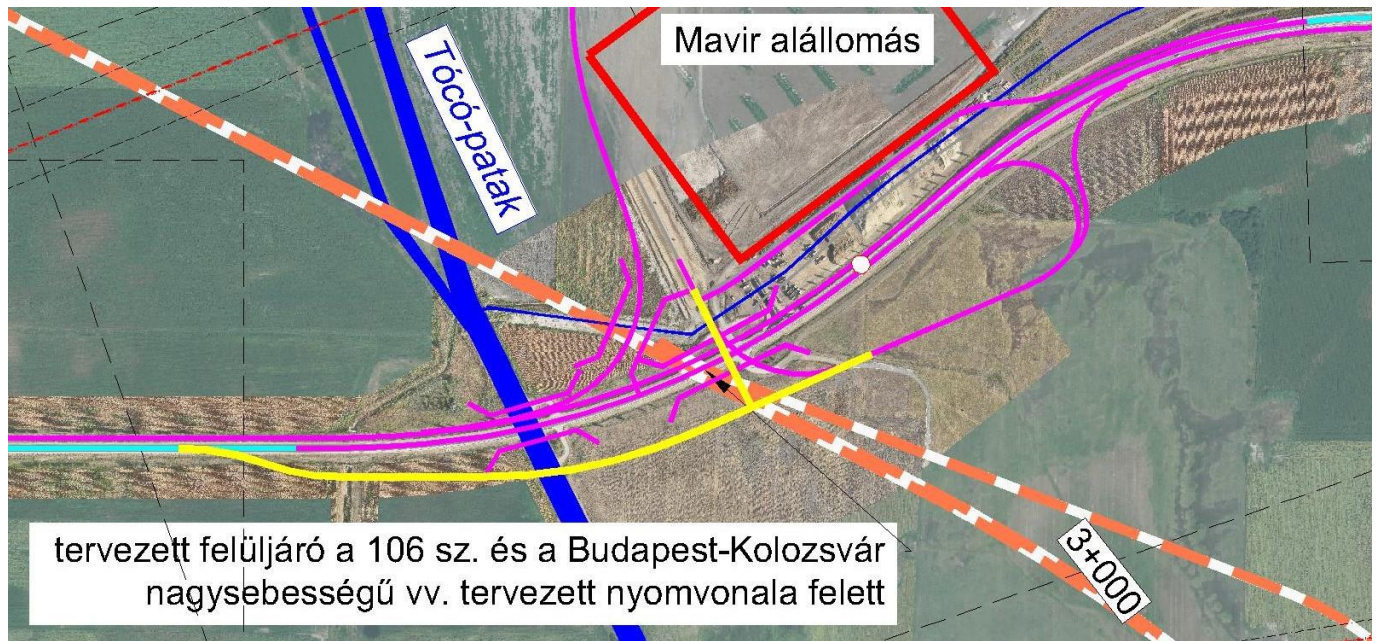 Mavir alállomás
Tócó-patak
tervezett felüljáró a 106 sz. és a Budapest-Kolozsvár
nagysebességű vv. tervezett nyomvonala felett
3+000